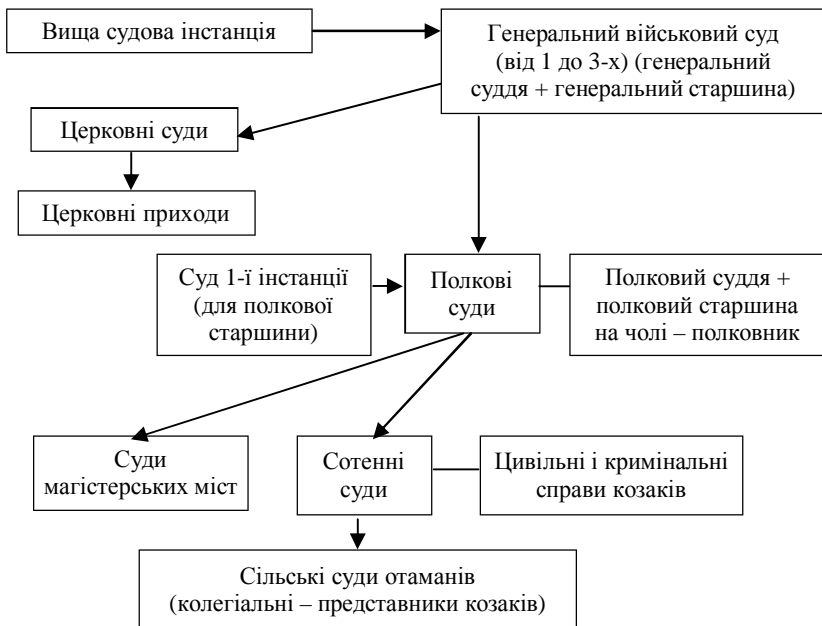 Вища судова інстанція
Генеральний військовий суд
(від 1 до 3-х) (генеральний
суддя + генеральний старшина)
Церковні суди
Церковні приходи
Суд 1-ї інстанції
(для полкової
старшини)
Полкові
суди
Полковий суддя +
полковий старшина
на чолі – полковник
Суди
магістерських міст
Сотенні
суди
Цивільні і кримінальні
справи козаків
Сільські суди отаманів
(колегіальні – представники козаків)